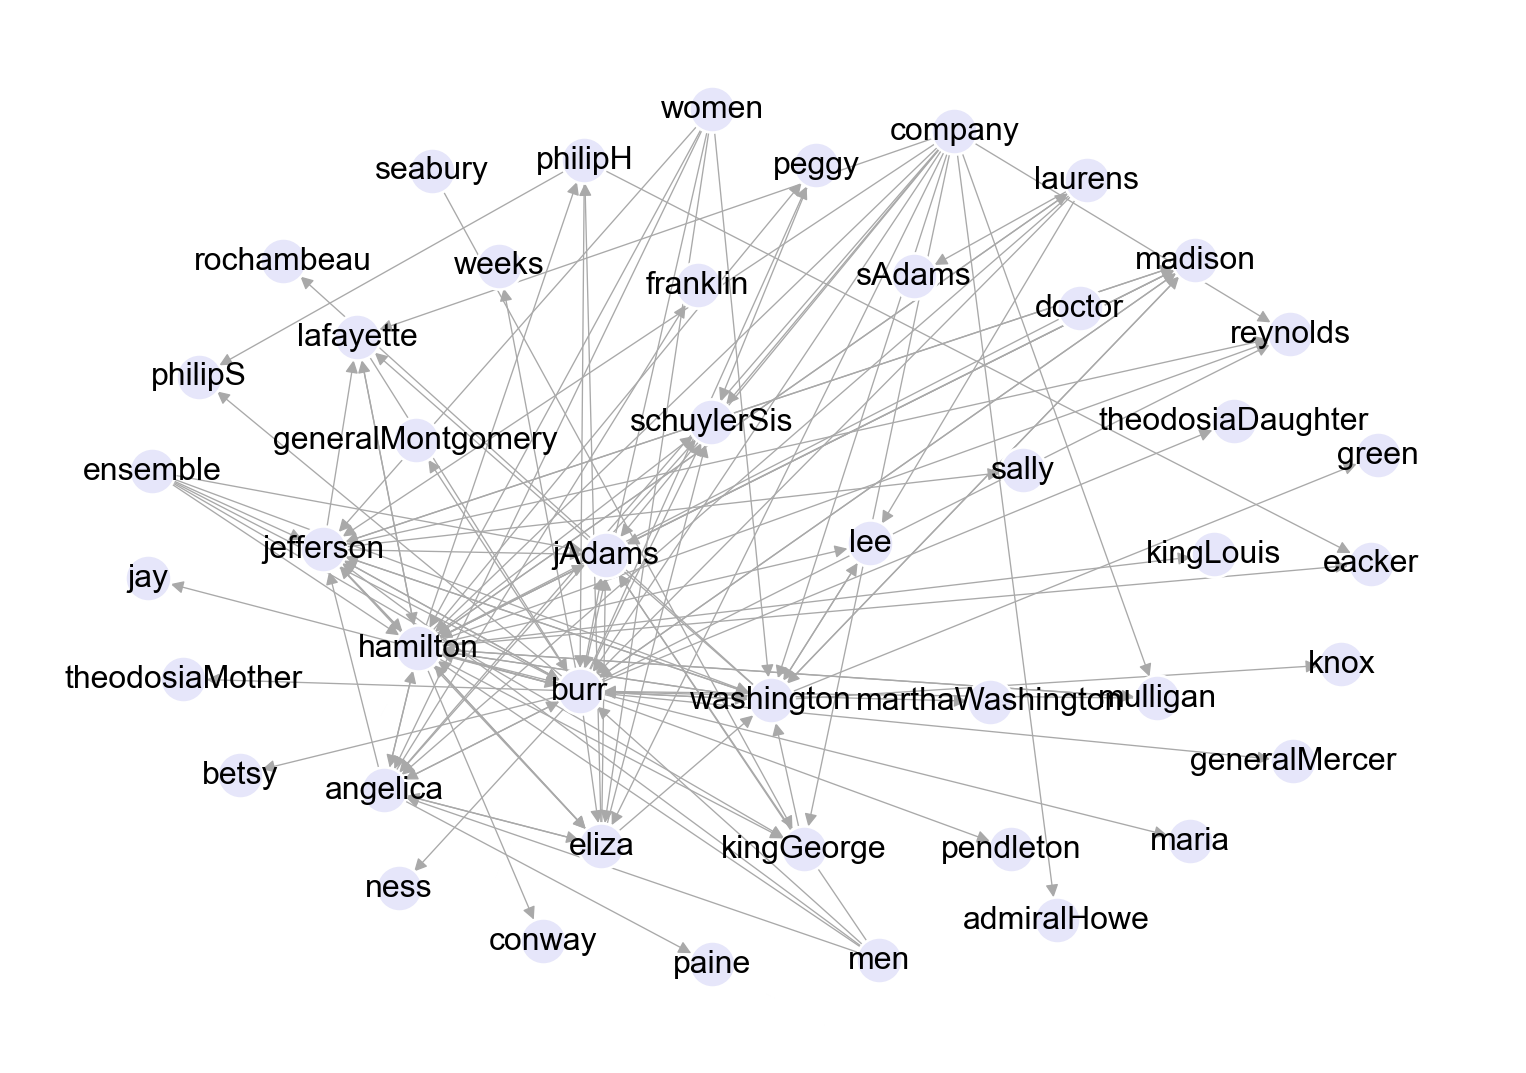 women
company
seabury
philipH
peggy
laurens
rochambeau
weeks
franklin
sAdams
madison
doctor
lafayette
reynolds
philipS
schuylerSis
theodosiaDaughter
generalMontgomery
green
ensemble
sally
jefferson
jAdams
lee
kingLouis
eacker
jay
hamilton
theodosiaMother
burr
washington
marthaWashington
mulligan
knox
betsy
angelica
generalMercer
eliza
kingGeorge
pendleton
maria
ness
admiralHowe
conway
paine
men